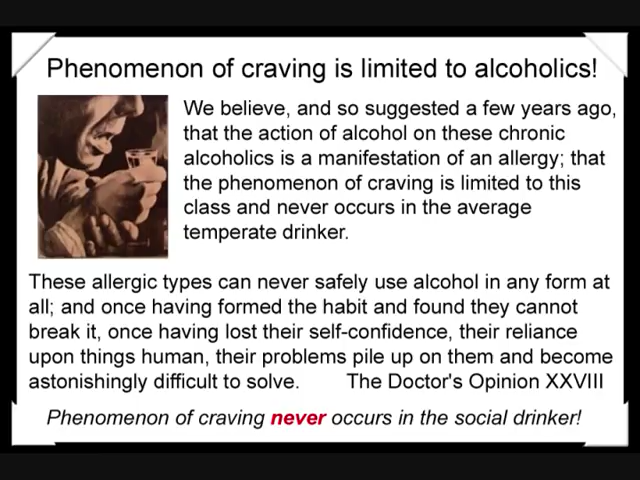 Phenomenon of craving is limited to alcoholics!
We believe, and so suggested a few years ago,
that the action of alcohol on these chronic
alcoholics is a manifestation of an allergy; that
the phenomenon of craving is limited to this
class and never occurs in the average
temperate drinker.
These allergic types can never safely use alcohol in any form at
all; and once having formed the habit and found they cannot
break it, once having lost their self-confidence, their reliance
upon things human, their problems pile up on them and become
astonishingly difficult to solve. The Doctor's Opinion XXVIII
Phenomenon of craving never occurs in the social drinker!